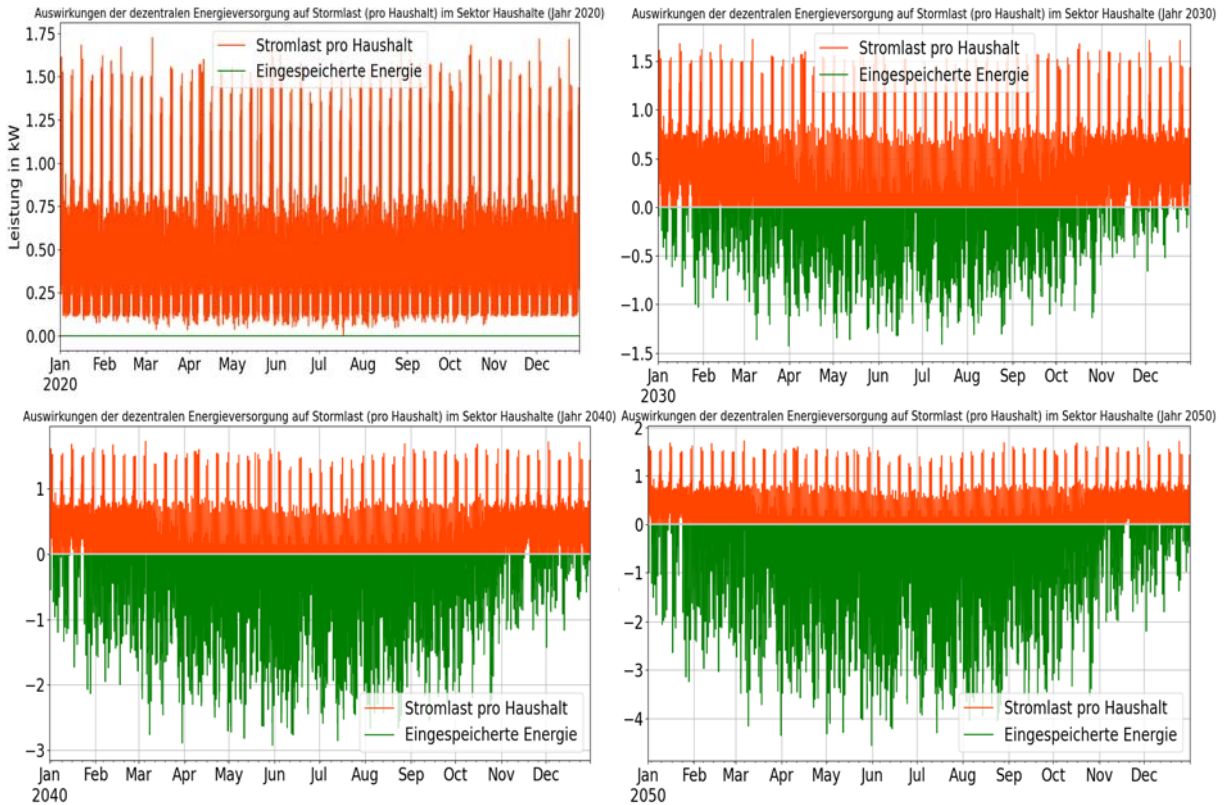 Auswirkungen der dezentralen Energieversorgung auf Stormlast (pro Haushalt) im Sektor Haushalte (Jahr 2020)
Stromlast pro Haushalt
Eingespeicherte Energie
Leistung in kW
1.75
1.50
1.25
1.00
0.75
0.50
0.25
0.00
Jan Feb Mar Apr May Jun Jul Aug Sep Oct Nov Dec
2020
Auswirkungen der dezentralen Energieversorgung auf Stormlast (pro Haushalt) im Sektor Haushalte (Jahr 2030)
Stromlast pro Haushalt
Eingespeicherte Energie
1.5
1.0
0.5
0.0
−0.5
−1.0
−1.5
Jan Feb Mar Apr May Jun Jul Aug Sep Oct Nov Dec
2030
Auswirkungen der dezentralen Energieversorgung auf Stormlast (pro Haushalt) im Sektor Haushalte (Jahr 2040)
1
0
−1
−2
−3
Stromlast pro Haushalt
Eingespeicherte Energie
Jan Feb Mar Apr May Jun Jul Aug Sep Oct Nov Dec
2040
Auswirkungen der dezentralen Energieversorgung auf Stormlast (pro Haushalt) im Sektor Haushalte (Jahr 2050)
2
1
0
−1
−2
−3
−4
Stromlast pro Haushalt
Eingespeicherte Energie
Jan Feb Mar Apr May Jun Jul Aug Sep Oct Nov Dec
2050